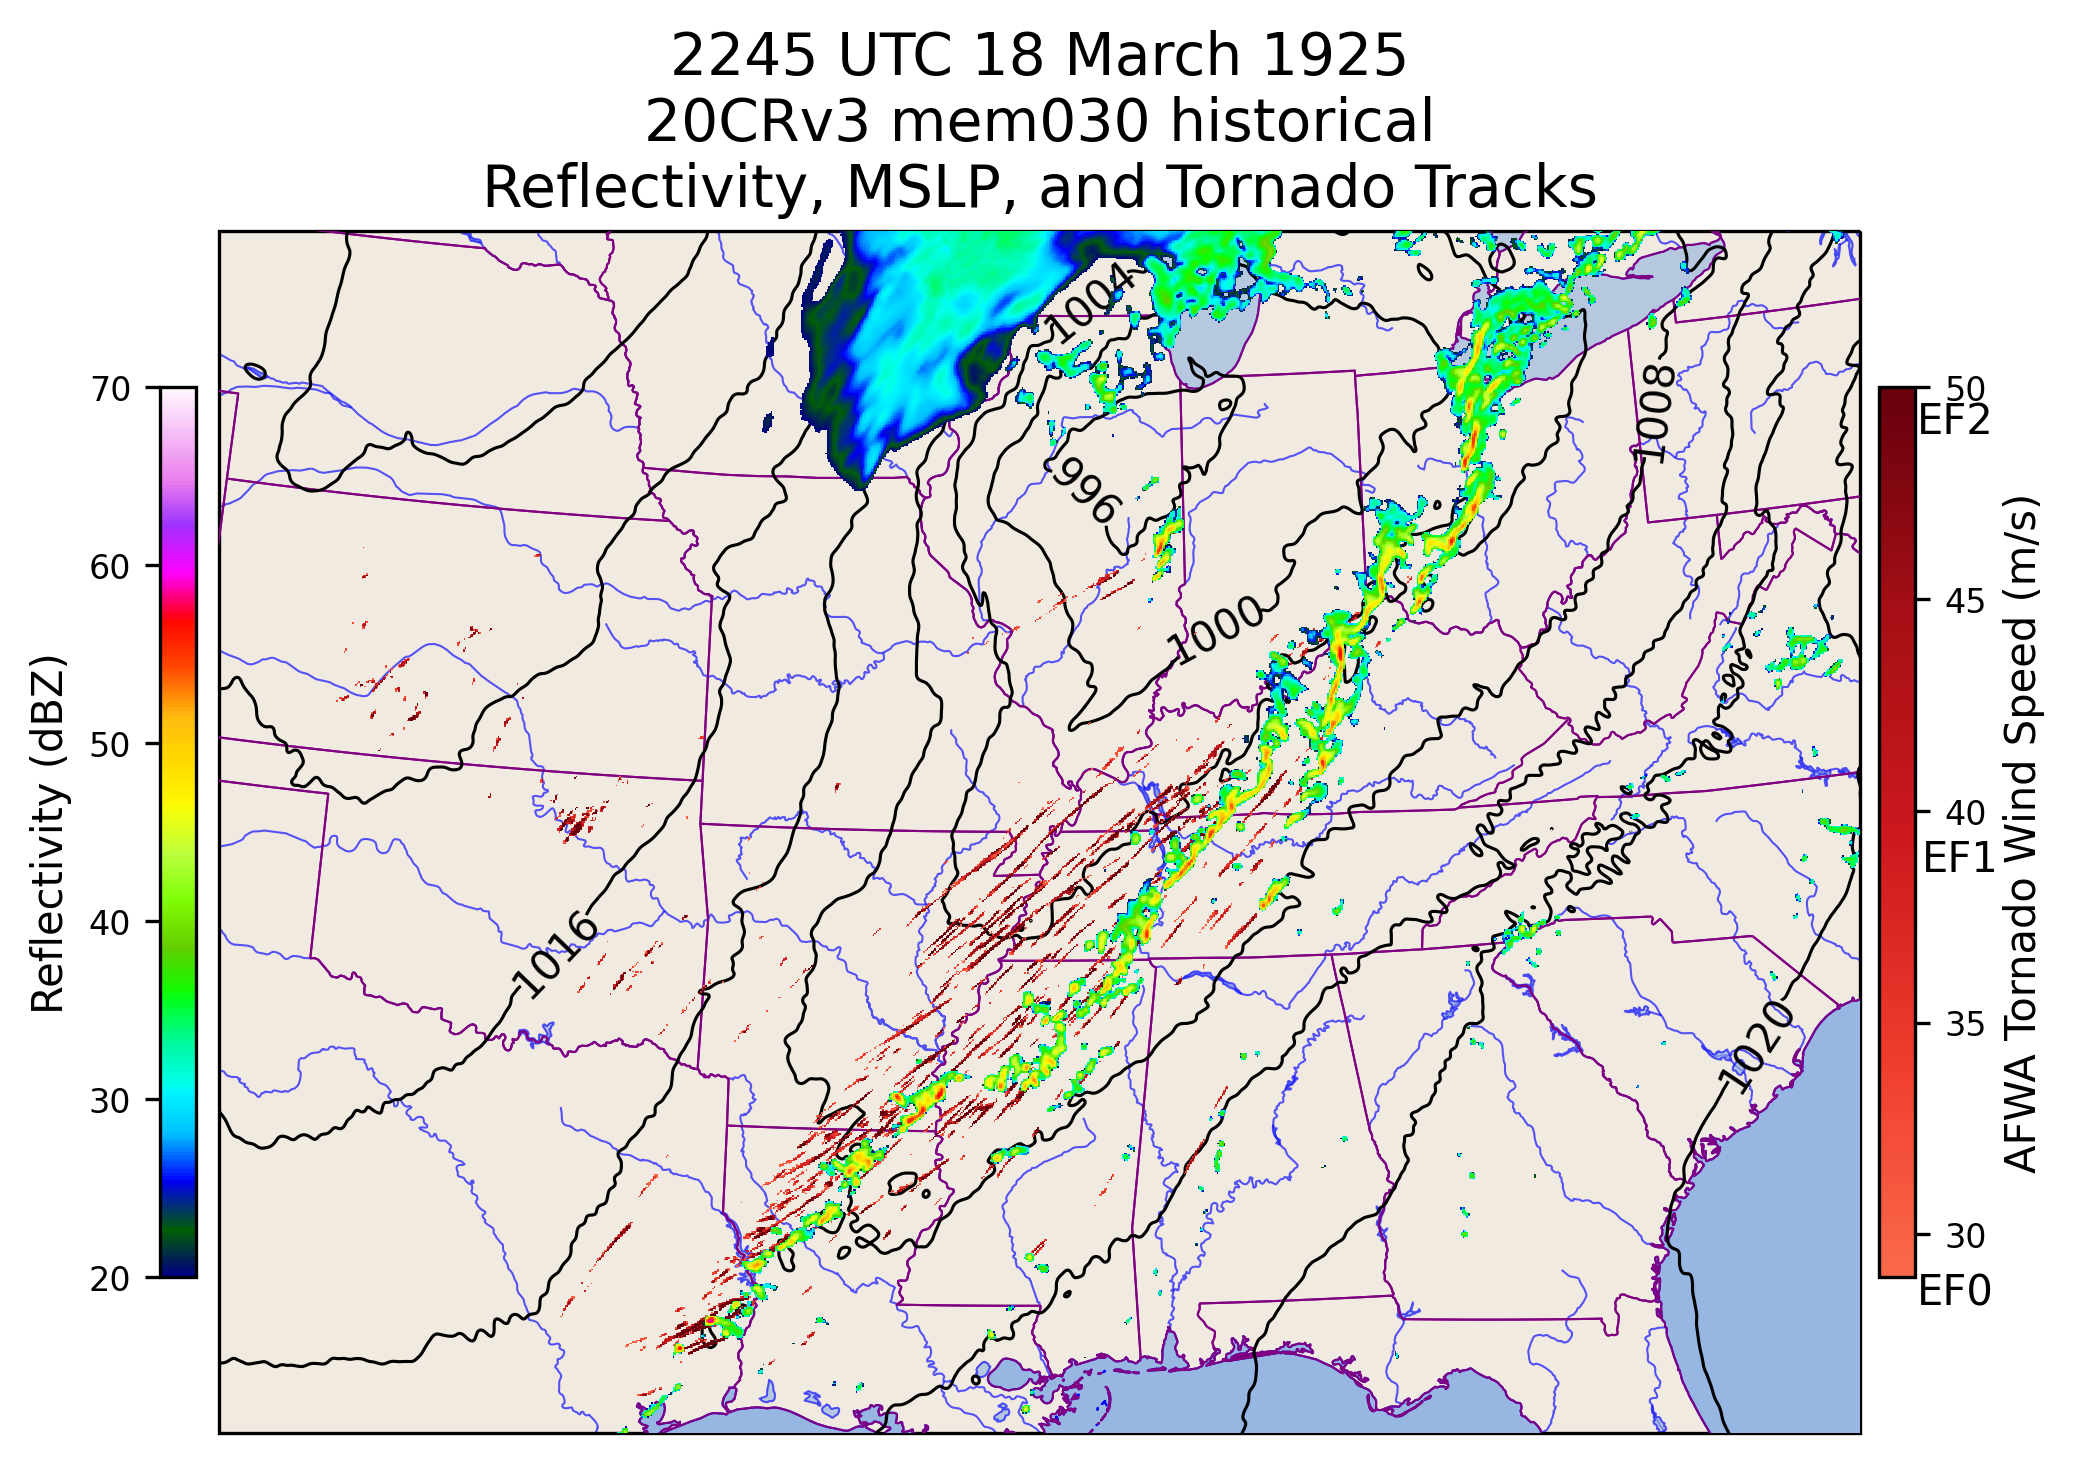 2245 UTC 18 March 1925
20CRv3 mem030 historical
Reflectivity, MSLP, and Tornado Tracks
Reflectivity (dBZ)
70
60
50
40
30
20
1004
1008
996
1000
1016
1020
50
EF2
45
40
EF1
35
30
EF0
AFWA Tornado Wind Speed (m/s)